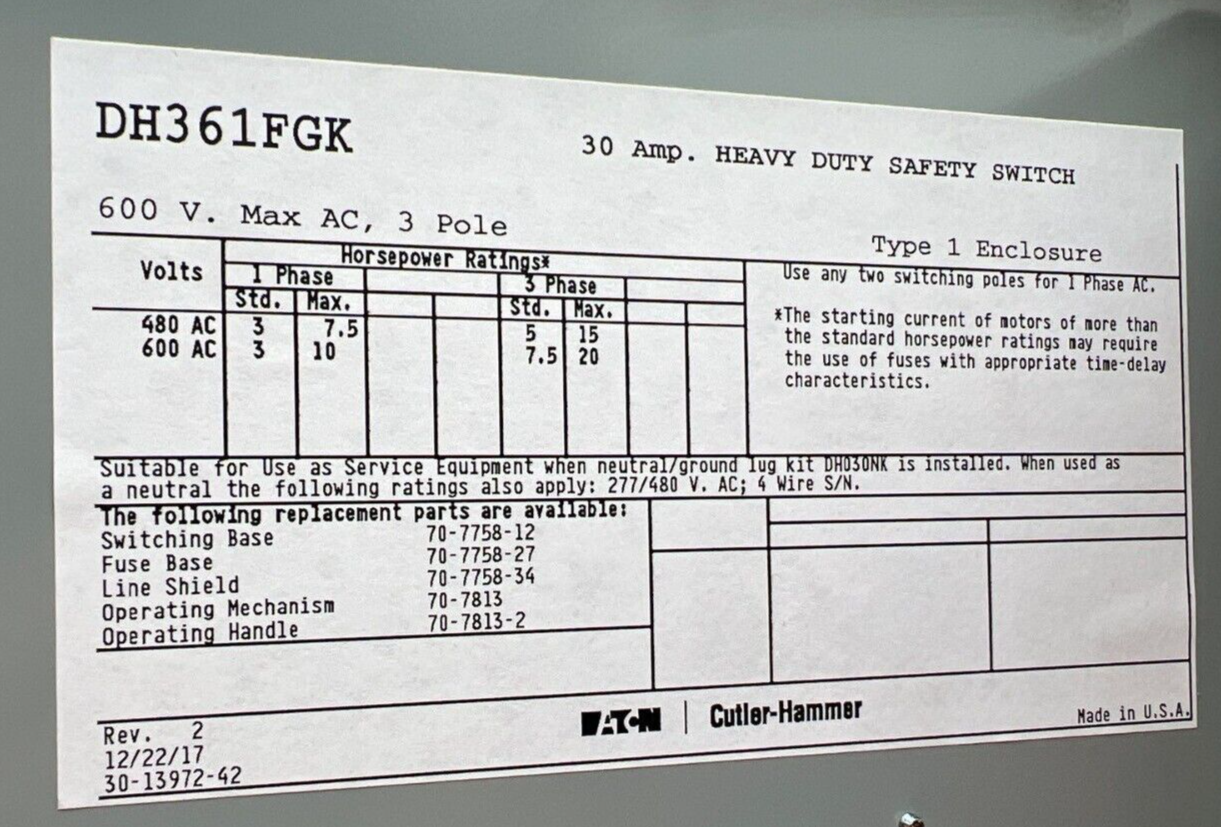 DH361FGK
30 Amp. HEAVY DUTY SAFETY SWITCH
600 V. Max AC, 3 Pole
Type 1 Enclosure
Volts
Horsepower Ratings*
1 Phase
3 Phase
Std. Max. Std. Max.
480 AC 3 7.5 5 15
600 AC 3 10 7.5 20
Use any two switching poles for 1 Phase AC.
*The starting current of motors of more than
the standard horsepower ratings may require
the use of fuses with appropriate time-delay
characteristics.
Suitable for Use as Service Equipment when neutral/ground lug kit DH030NK is installed. When used as
a neutral the following ratings also apply: 277/480 V. AC; 4 Wire S/N.
The following replacement parts are available:
Switching Base 70-7758-12
Fuse Base 70-7758-27
Line Shield 70-7758-34
Operating Mechanism 70-7813
Operating Handle 70-7813-2
Rev. 2
12/22/17
30-13972-42
EATON | Cutler-Hammer
Made in U.S.A.